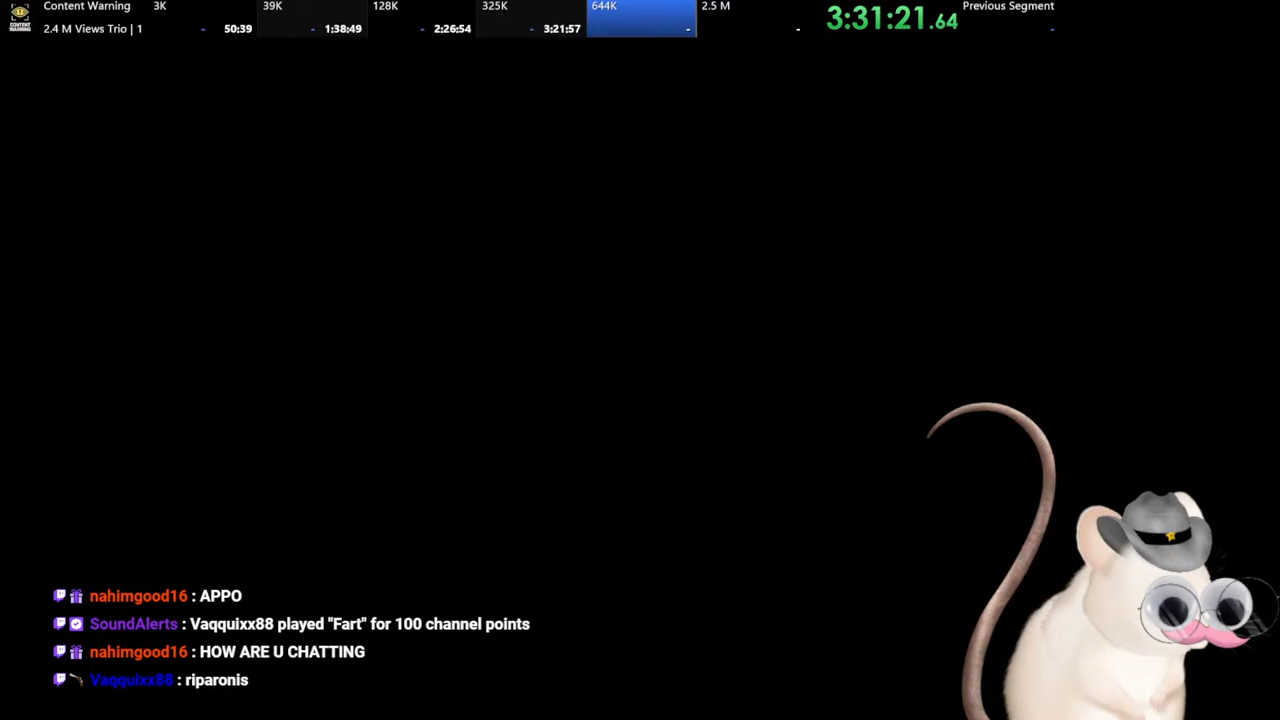 Content Warning
2.4 M Views Trio | 1
3K
- 50:39
39K
- 1:38:49
128K
- 2:26:54
325K
- 3:21:57
644K
-
2.5 M
-
3:31:21.64
Previous Segment
-
CONTENT WARNING
nahimgood16 : APPO
SoundAlerts : Vaqquixx88 played "Fart" for 100 channel points
nahimgood16 : HOW ARE U CHATTING
Vaqquixx88 : riparonis